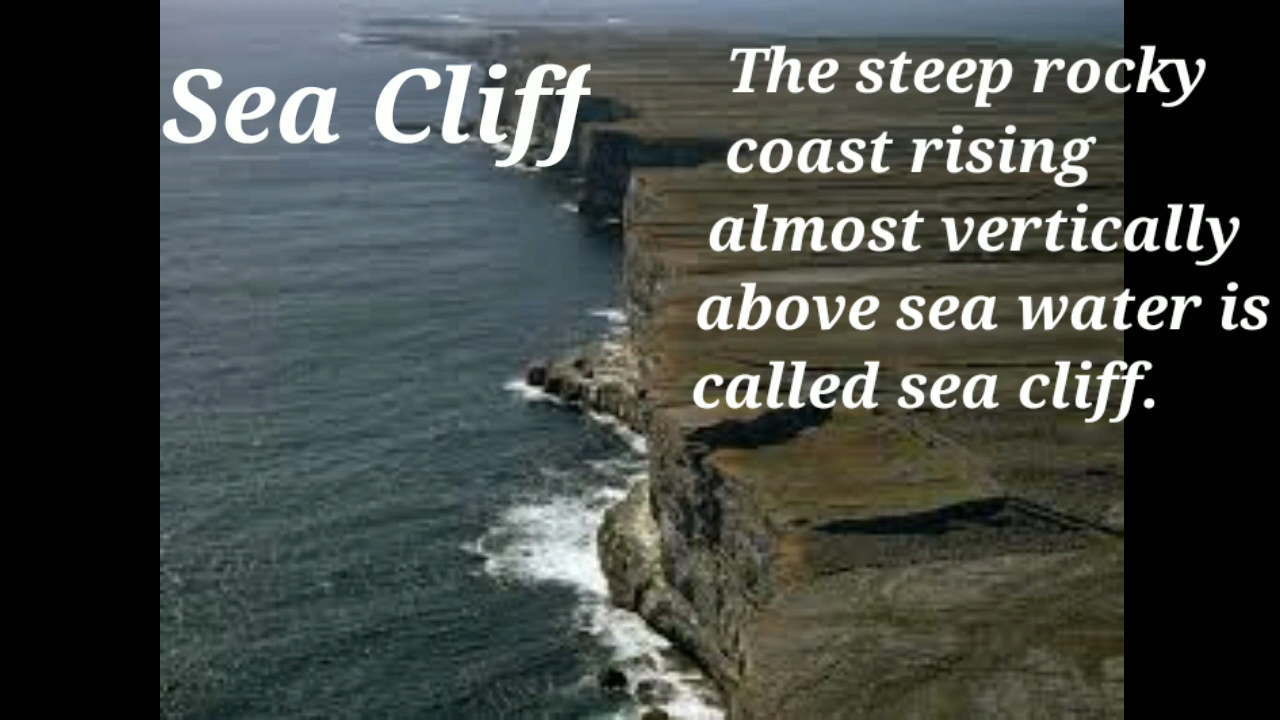 Sea Cliff
The steep rocky
coast rising
almost vertically
above sea water is
called sea cliff.